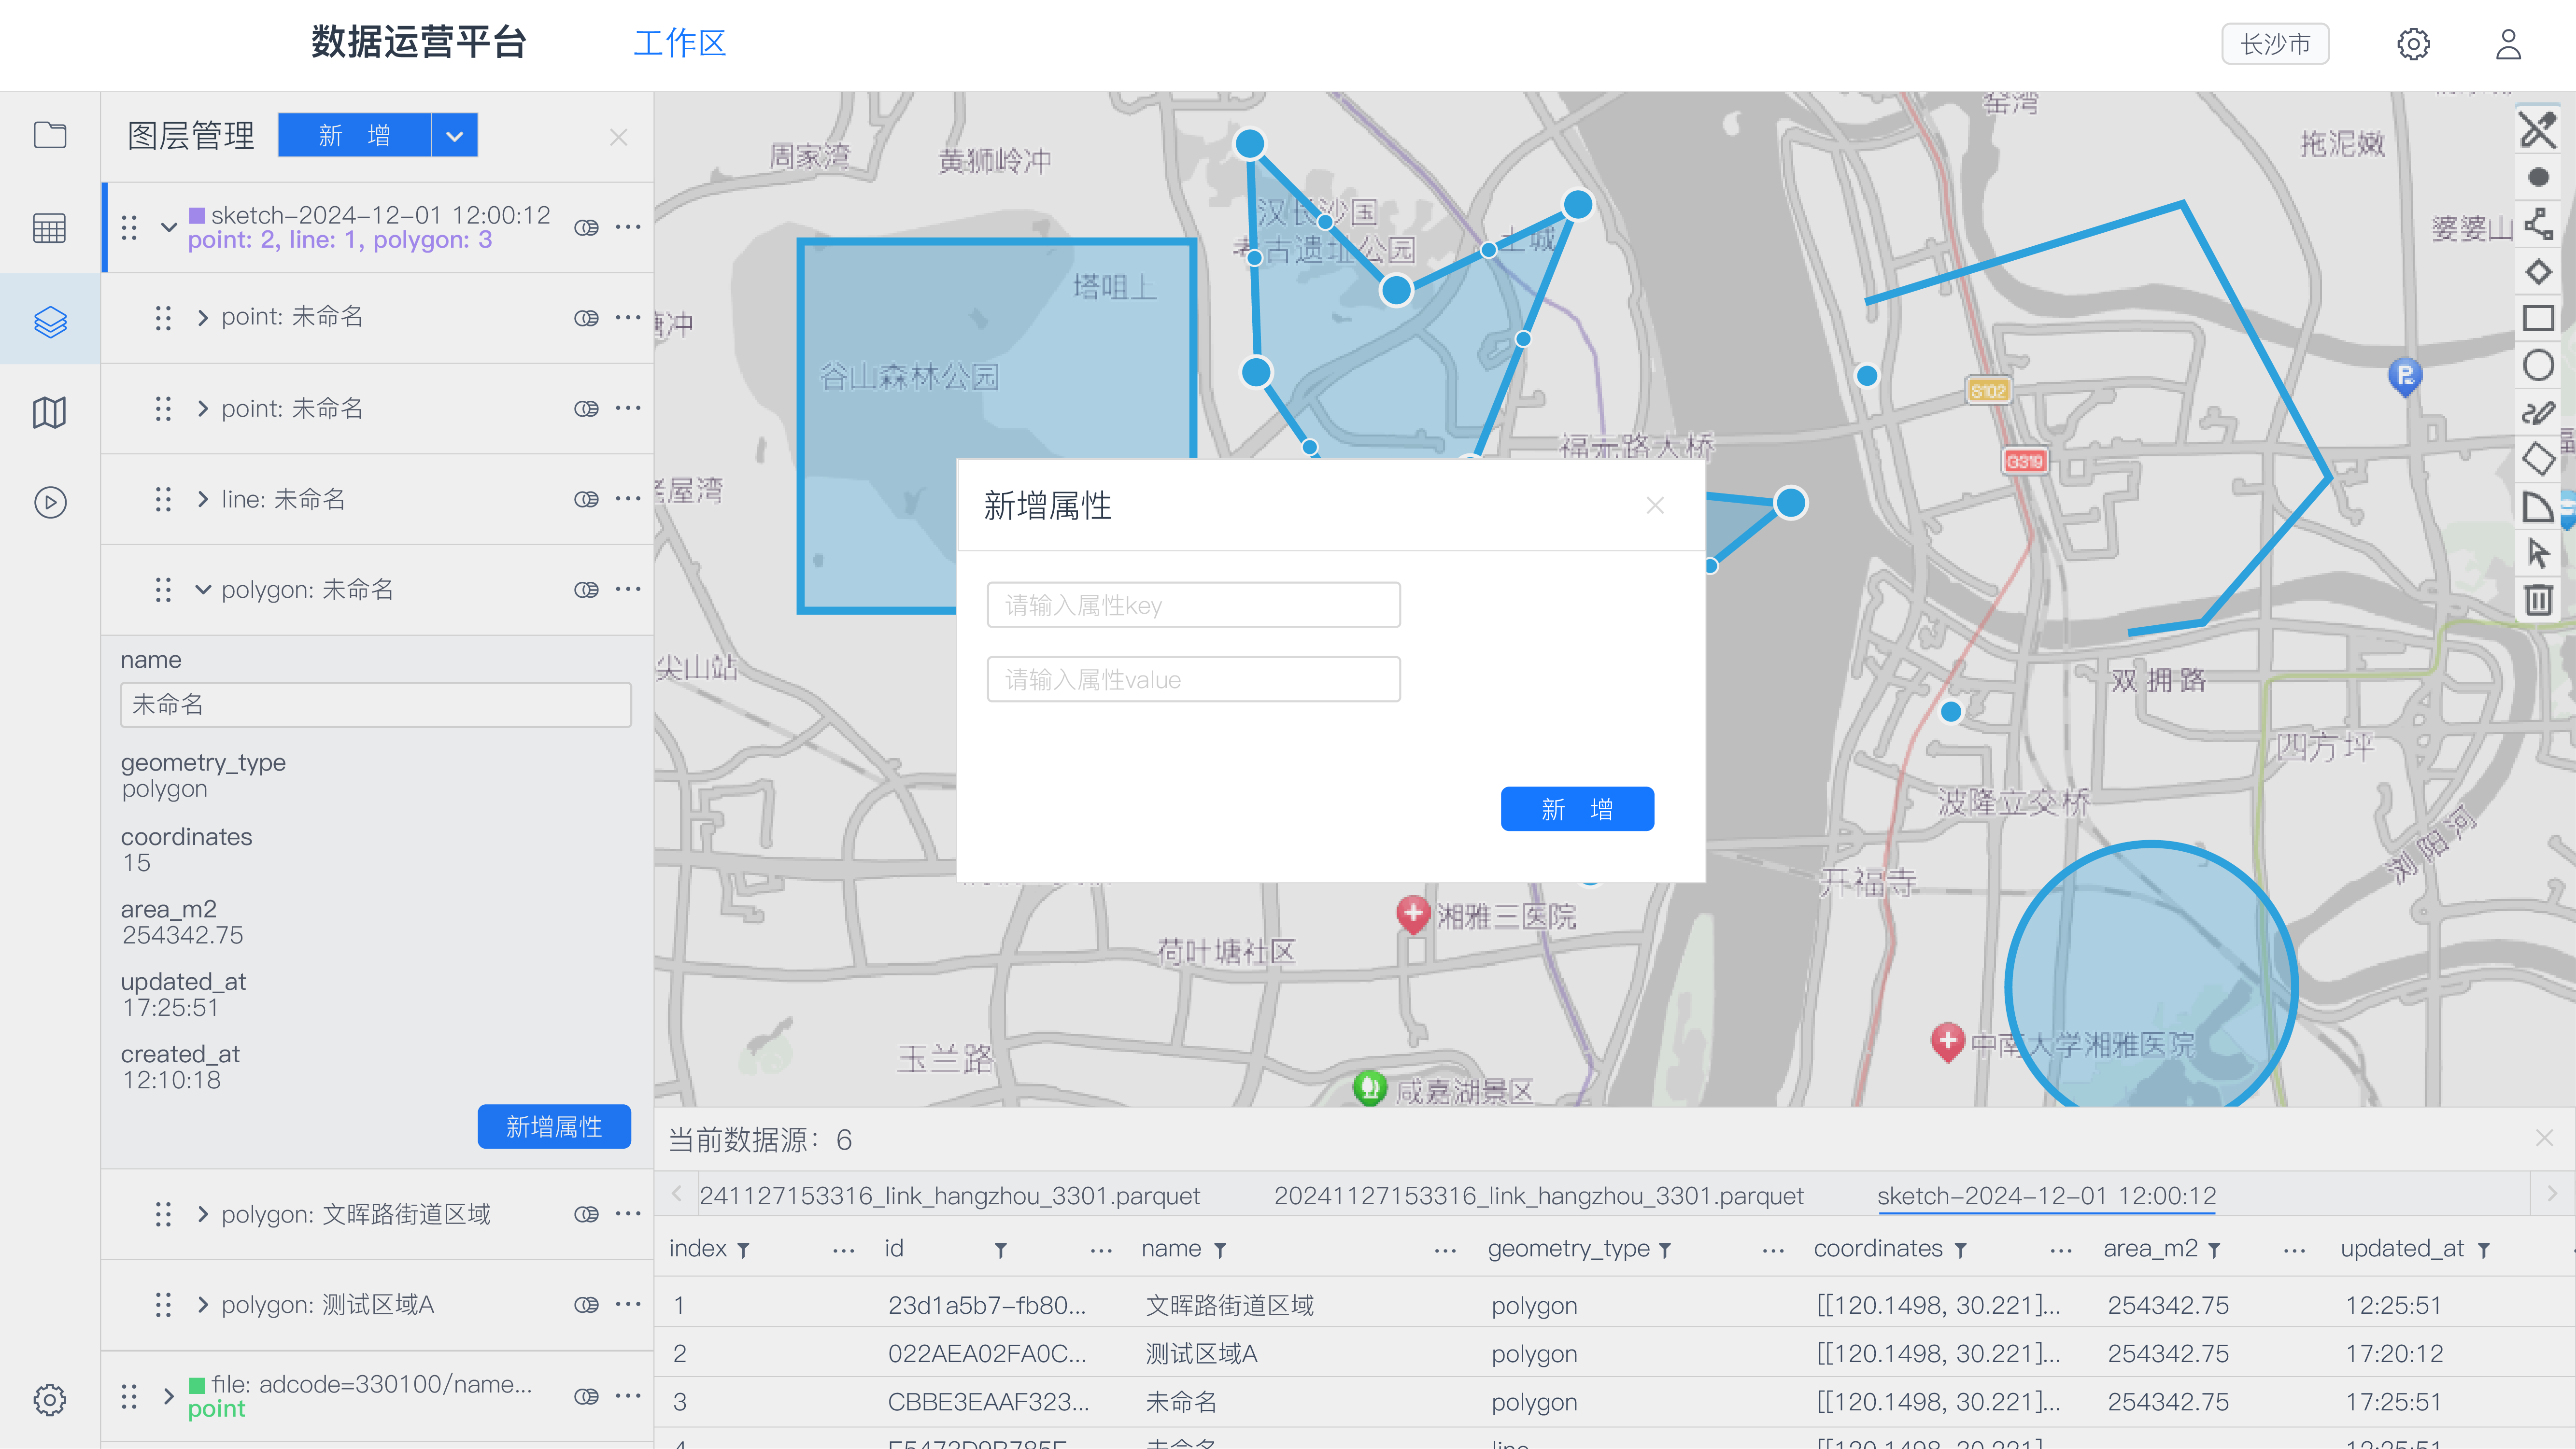 数据运营平台
工作区
长沙市
图层管理
新 增
sketch-2024-12-01 12:00:12
point: 2, line: 1, polygon: 3
point: 未命名
point: 未命名
line: 未命名
polygon: 未命名
name
未命名
geometry_type
polygon
coordinates
15
area_m2
254342.75
updated_at
17:25:51
created_at
12:10:18
新增属性
polygon: 文晖路街道区域
polygon: 测试区域A
file: adcode=330100/name...
point
周家湾
黄狮岭冲
窑湾
拖泥嫩
婆婆山
汉长沙国
考古遗址公园
土城
塘冲
塔咀上
谷山森林公园
S102
P
福元路大桥
G319
老屋湾
尖山站
双拥路
四方坪
波隆立交桥
浏阳河
开福寺
湘雅三医院
荷叶塘社区
玉兰路
中南大学湘雅医院
咸嘉湖景区
新增属性
请输入属性key
请输入属性value
新 增
当前数据源：6
241127153316_link_hangzhou_3301.parquet
20241127153316_link_hangzhou_3301.parquet
sketch-2024-12-01 12:00:12
index ... id ... name ... geometry_type ... coordinates ... area_m2 ... updated_at
1 23d1a5b7-fb80... 文晖路街道区域 polygon [[120.1498, 30.221]... 254342.75 12:25:51
2 022AEA02FA0C... 测试区域A polygon [[120.1498, 30.221]... 254342.75 17:20:12
3 CBBE3EAAF323... 未命名 polygon [[120.1498, 30.221]... 254342.75 17:25:51